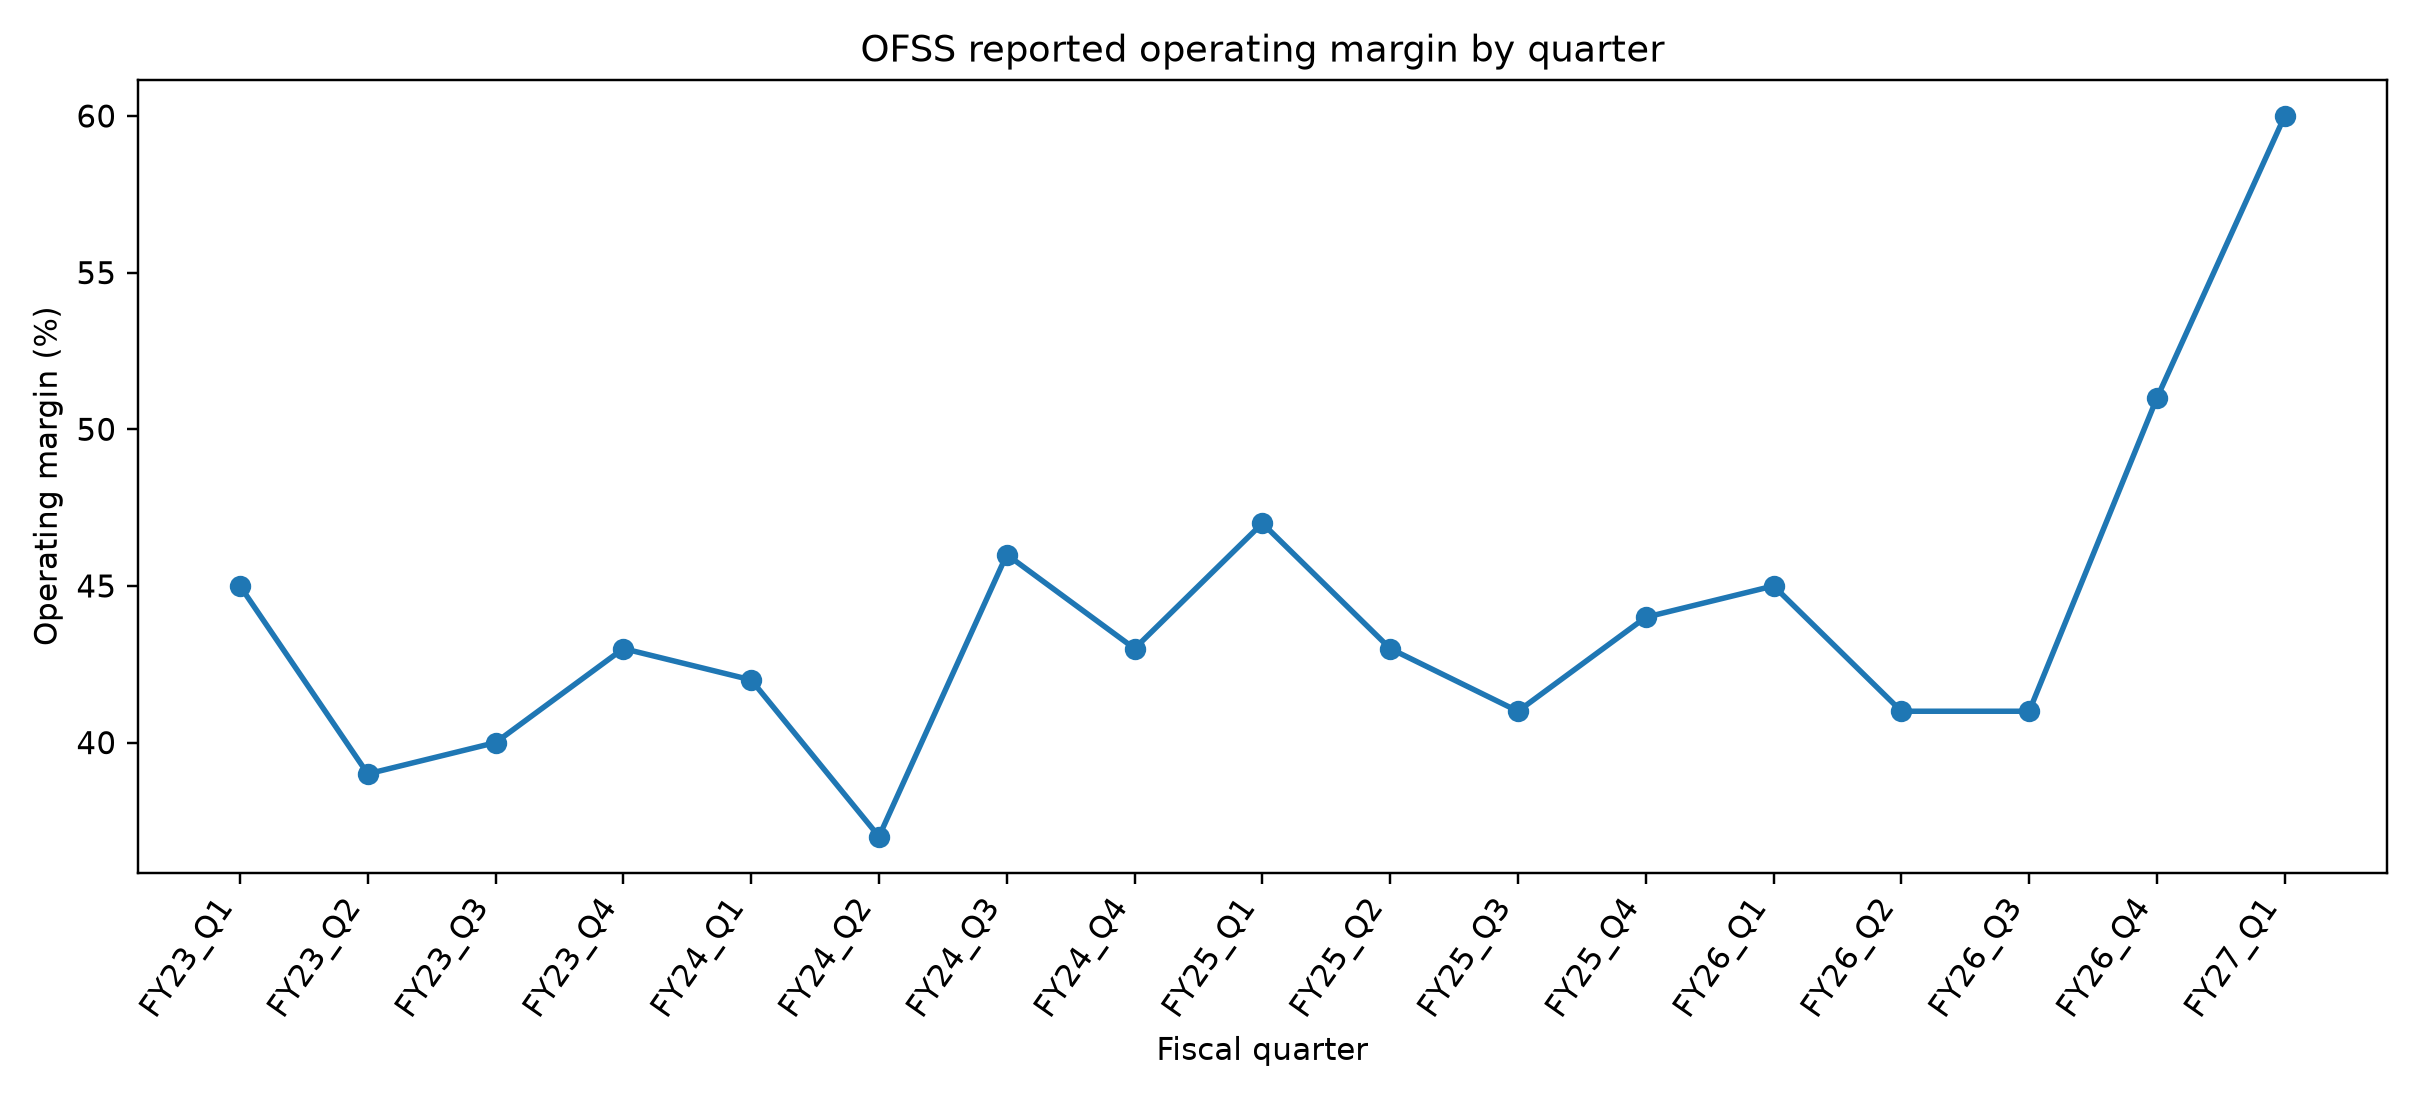 OFSS reported operating margin by quarter
Operating margin (%)
60
55
50
45
40
FY23_Q1
FY23_Q2
FY23_Q3
FY23_Q4
FY24_Q1
FY24_Q2
FY24_Q3
FY24_Q4
FY25_Q1
FY25_Q2
FY25_Q3
FY25_Q4
FY26_Q1
FY26_Q2
FY26_Q3
FY26_Q4
FY27_Q1
Fiscal quarter